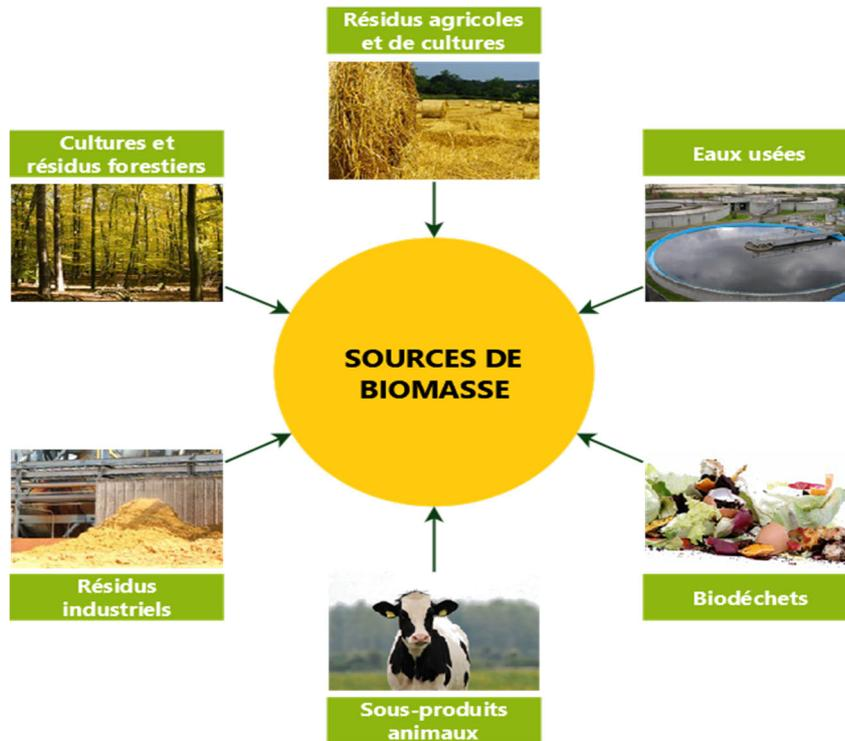 Résidus agricoles
et de cultures
Cultures et
résidus forestiers
Eaux usées
SOURCES DE
BIOMASSE
Résidus
industriels
Biodéchets
Sous-produits
animaux